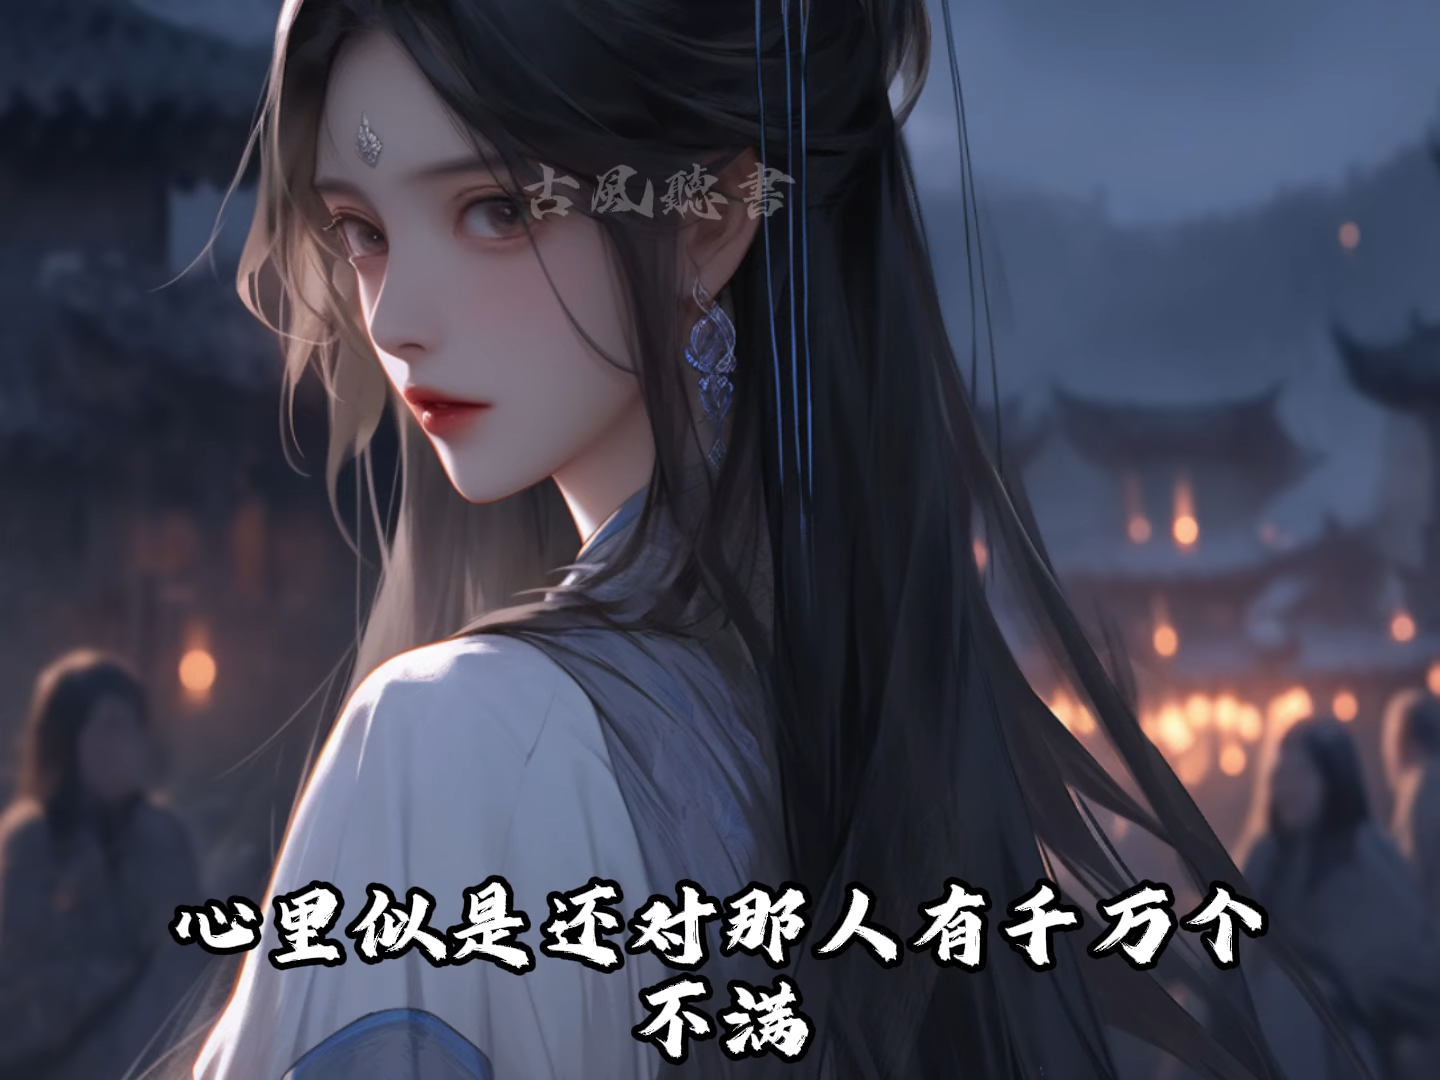 古風聽書
心里似是还对那人有千万个
不满